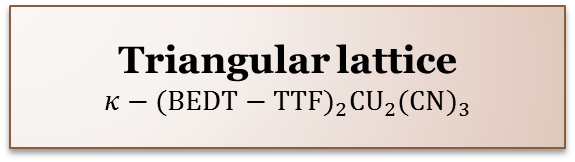 Triangular lattice
κ − (BEDT − TTF)₂CU₂(CN)₃